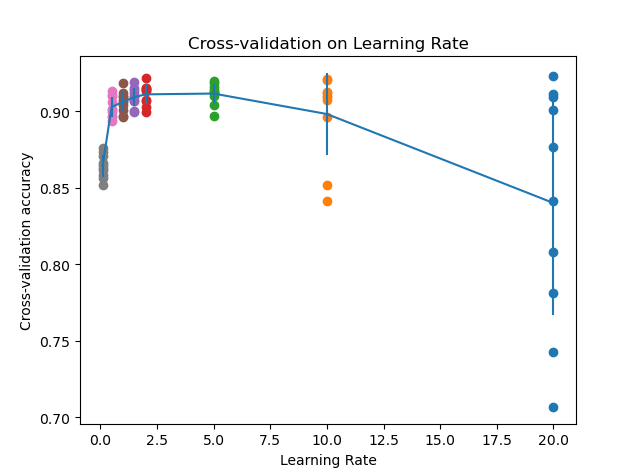 Cross-validation on Learning Rate
Cross-validation accuracy
0.90
0.85
0.80
0.75
0.70
0.0 2.5 5.0 7.5 10.0 12.5 15.0 17.5 20.0
Learning Rate